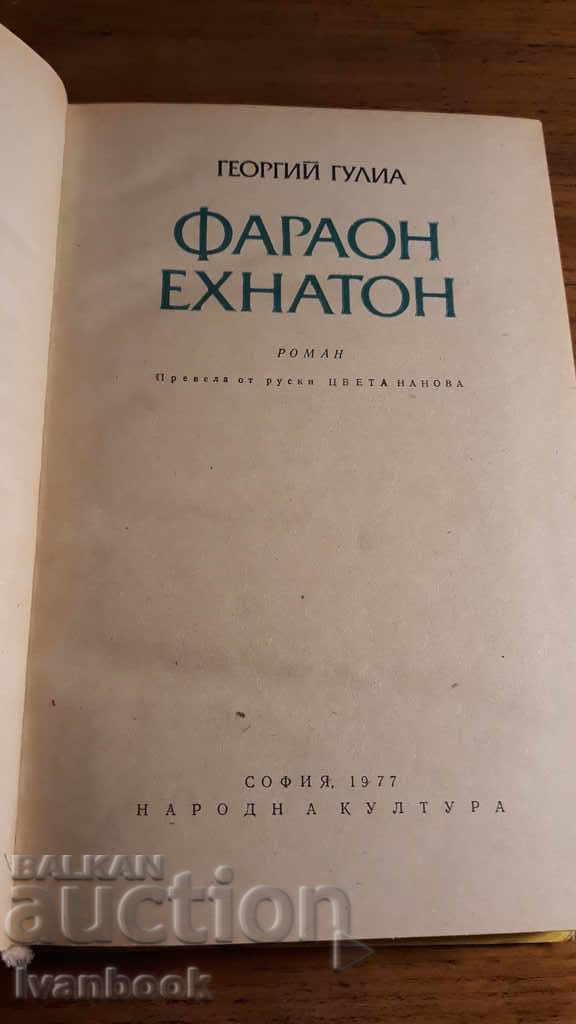 ГЕОРГИЙ ГУЛИА
ФАРАОН
ЕХНАТОН
РОМАН
Превела от руски ЦВЕТА НАНОВА
СОФИЯ, 1977
НАРОДНА КУЛТУРА
BALKAN
auction
Ivanbook